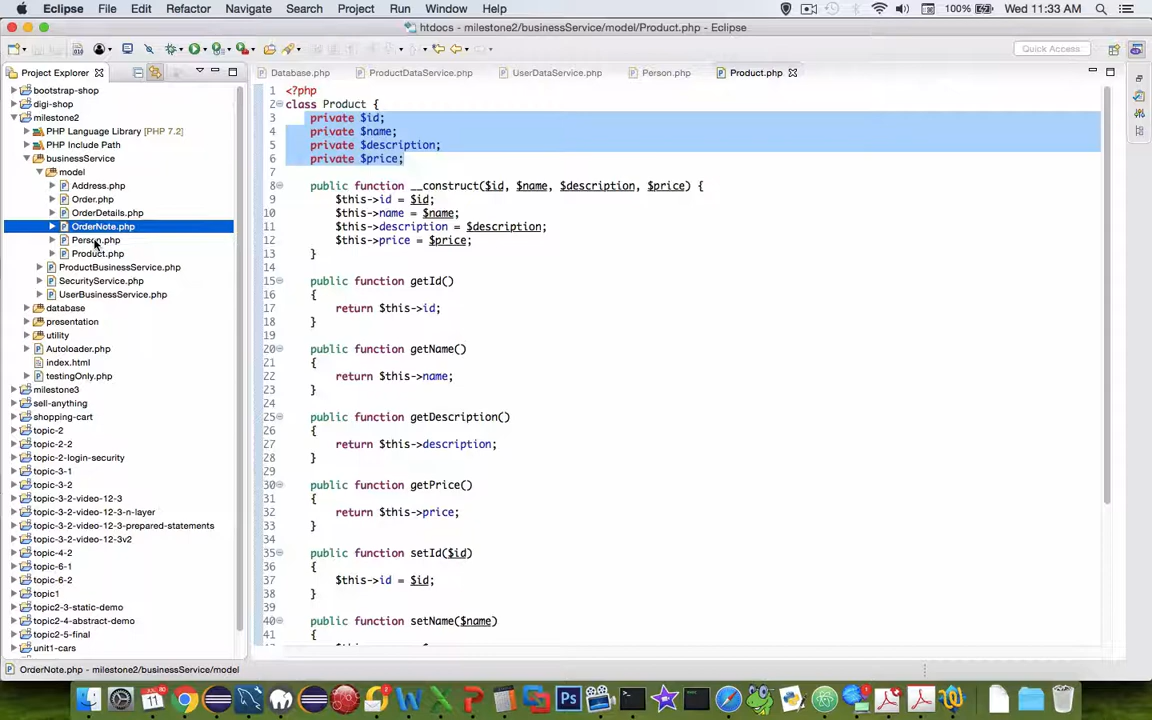 Eclipse File Edit Refactor Navigate Search Project Run Window Help 100% Wed 11:33 AM
htdocs - milestone2/businessService/model/Product.php - Eclipse
Quick Access
Project Explorer
Database.php ProductDataService.php UserDataService.php Person.php Product.php
bootstrap-shop
digi-shop
milestone2
PHP Language Library [PHP 7.2]
PHP Include Path
businessService
model
Address.php
Order.php
OrderDetails.php
OrderNote.php
Person.php
Product.php
ProductBusinessService.php
SecurityService.php
UserBusinessService.php
database
presentation
utility
Autoloader.php
index.html
testingOnly.php
milestone3
sell-anything
shopping-cart
topic-2
topic-2-2
topic-2-login-security
topic-3-1
topic-3-2
topic-3-2-video-12-3
topic-3-2-video-12-3-n-layer
topic-3-2-video-12-3-prepared-statements
topic-3-2-video-12-3v2
topic-4-2
topic-6-1
topic-6-2
topic1
topic2-3-static-demo
topic2-4-abstract-demo
topic2-5-final
unit1-cars
1 <?php
2 class Product {
3 private $id;
4 private $name;
5 private $description;
6 private $price;
7
8 public function __construct($id, $name, $description, $price) {
9 $this->id = $id;
10 $this->name = $name;
11 $this->description = $description;
12 $this->price = $price;
13 }
14
15 public function getId()
16 {
17 return $this->id;
18 }
19
20 public function getName()
21 {
22 return $this->name;
23 }
24
25 public function getDescription()
26 {
27 return $this->description;
28 }
29
30 public function getPrice()
31 {
32 return $this->price;
33 }
34
35 public function setId($id)
36 {
37 $this->id = $id;
38 }
39
40 public function setName($name)
41 {
OrderNote.php - milestone2/businessService/model